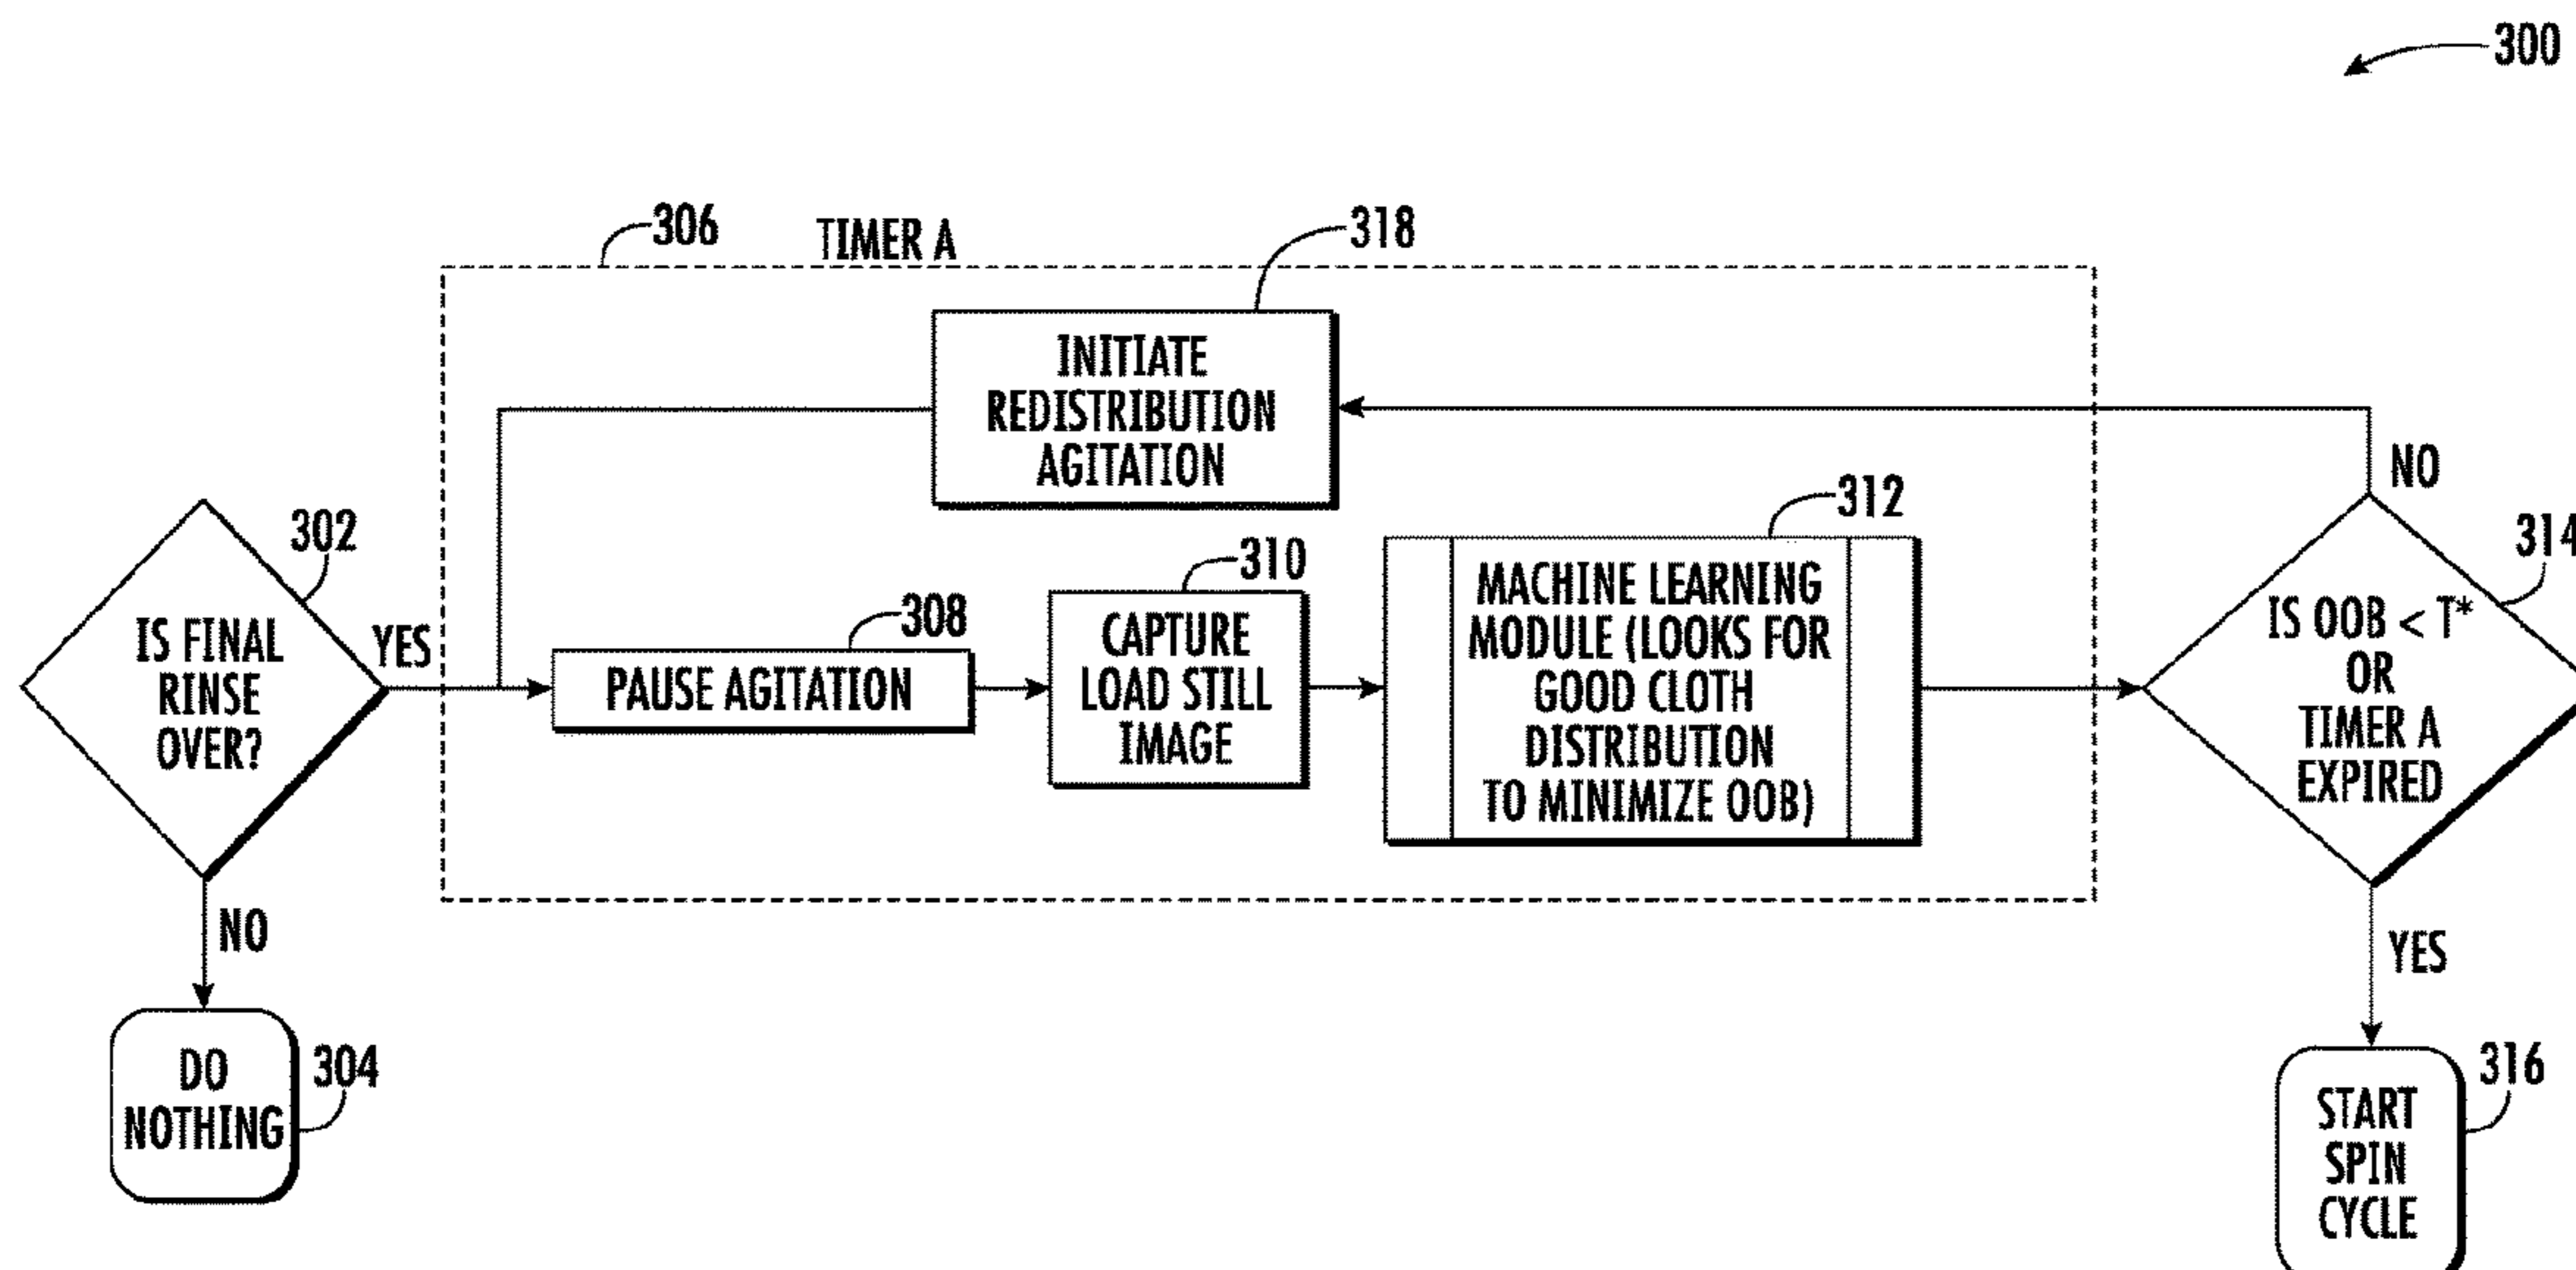 300
306
TIMER A
318
INITIATE
REDISTRIBUTION
AGITATION
NO
302
IS FINAL
RINSE
OVER?
YES
308
PAUSE AGITATION
310
CAPTURE
LOAD STILL
IMAGE
312
MACHINE LEARNING
MODULE (LOOKS FOR
GOOD CLOTH
DISTRIBUTION
TO MINIMIZE OOB)
314
IS OOB < T*
OR
TIMER A
EXPIRED
NO
DO
NOTHING
304
YES
START
SPIN
CYCLE
316